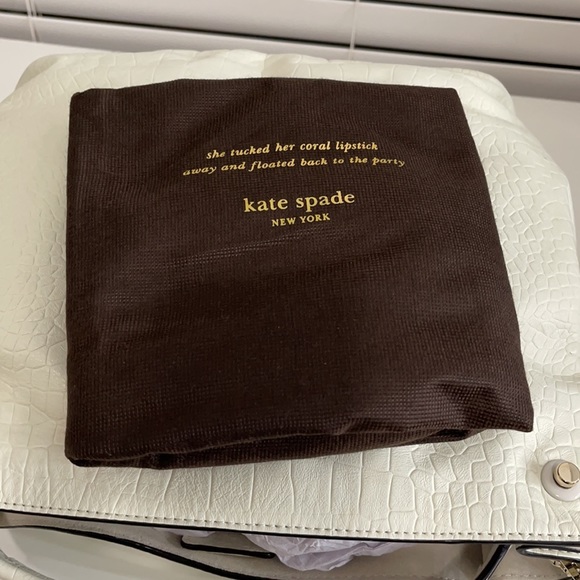 she tucked her coral lipstick
away and floated back to the party
kate spade
NEW YORK